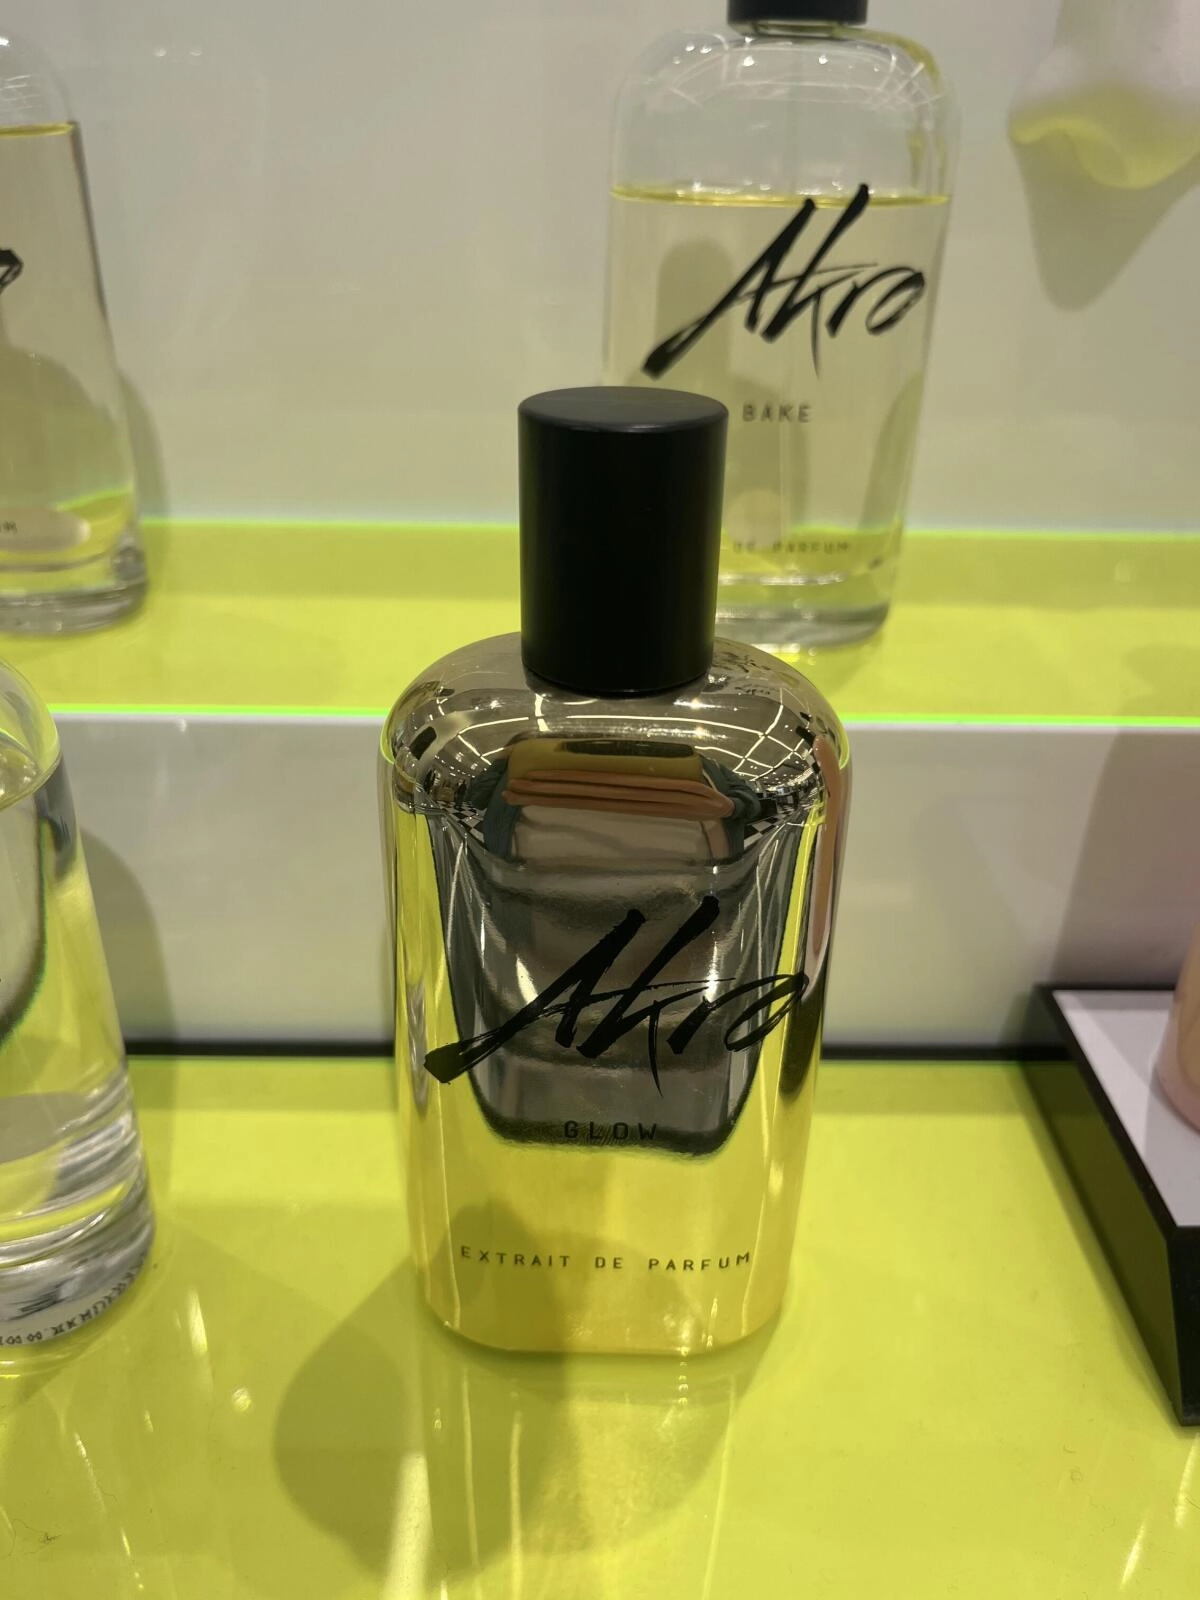 Akro
BAKE
DE PARFUM
Akro
GLOW
EXTRAIT DE PARFUM